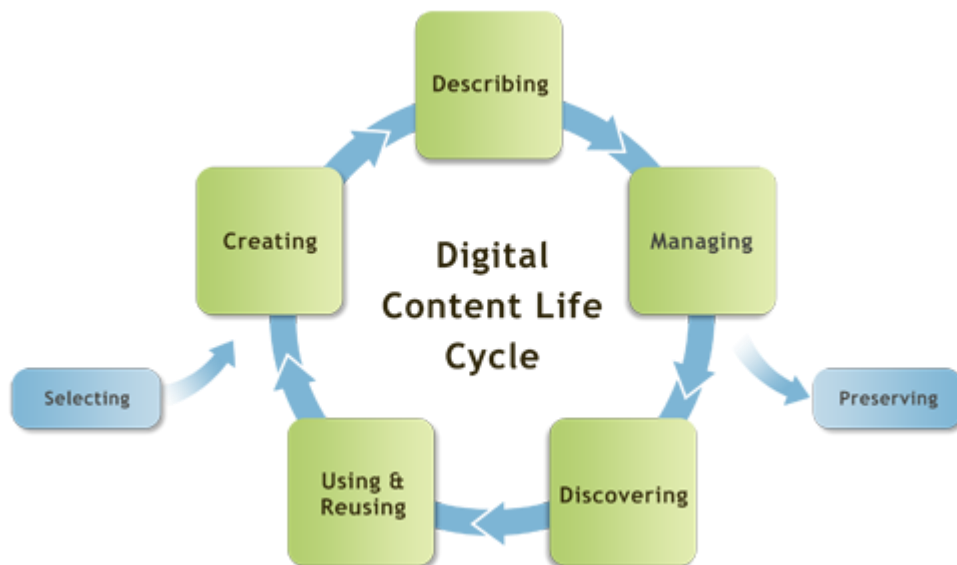 Describing
Creating
Managing
Digital
Content Life
Cycle
Selecting
Preserving
Using &
Reusing
Discovering